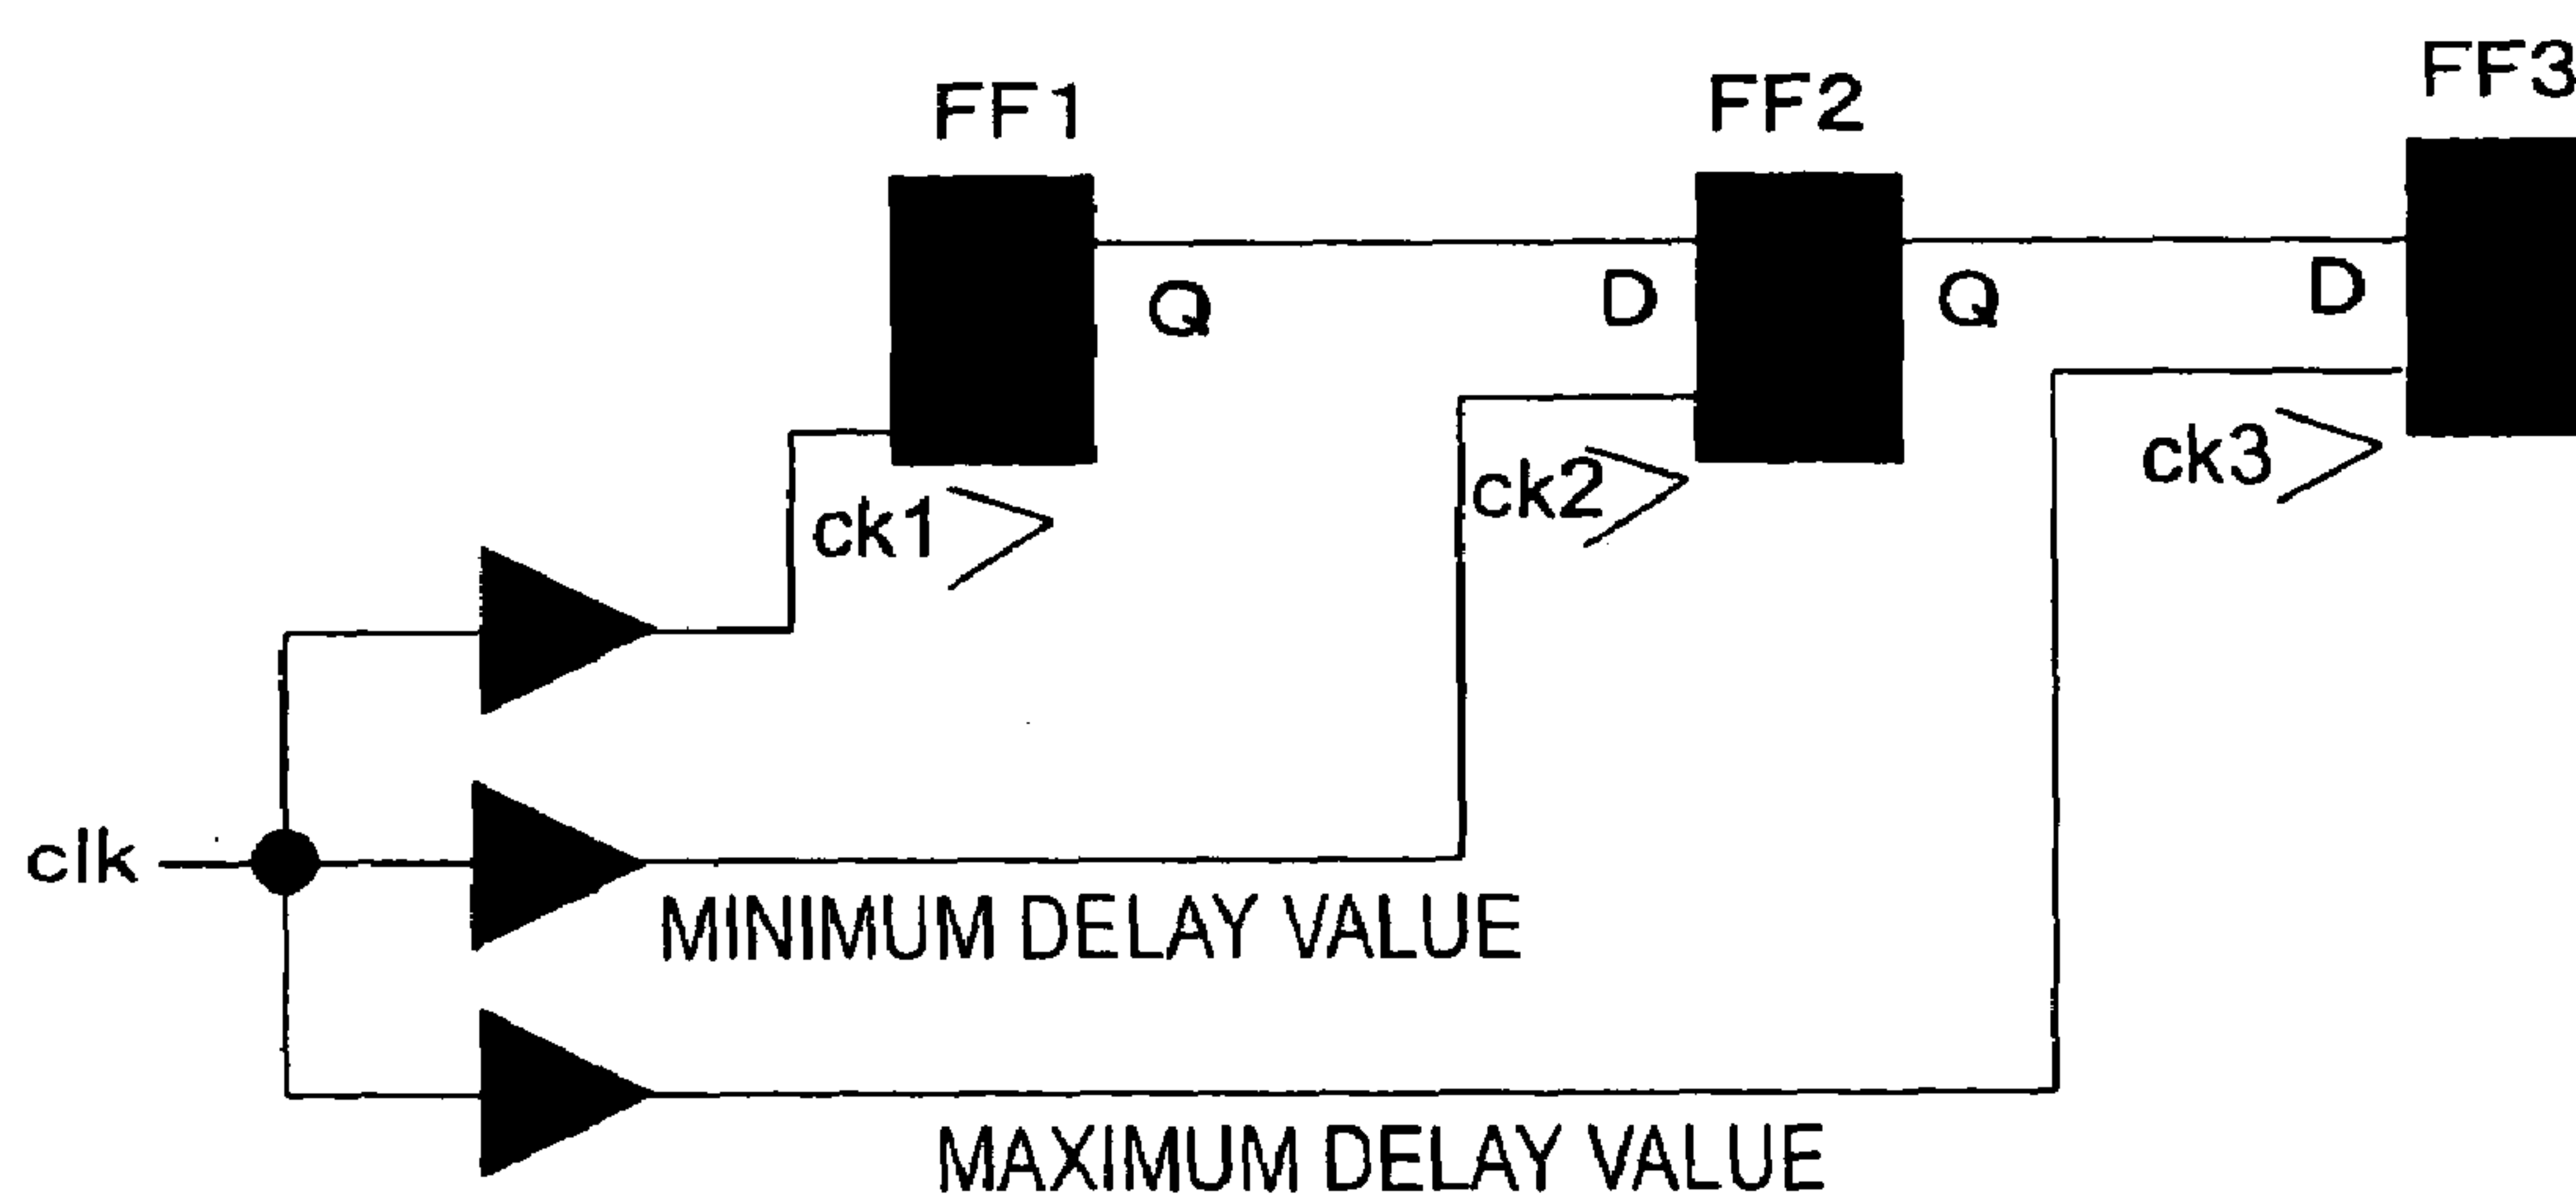 FF1
FF2
FF3
Q
D
Q
D
ck1
ck2
ck3
clk
MINIMUM DELAY VALUE
MAXIMUM DELAY VALUE